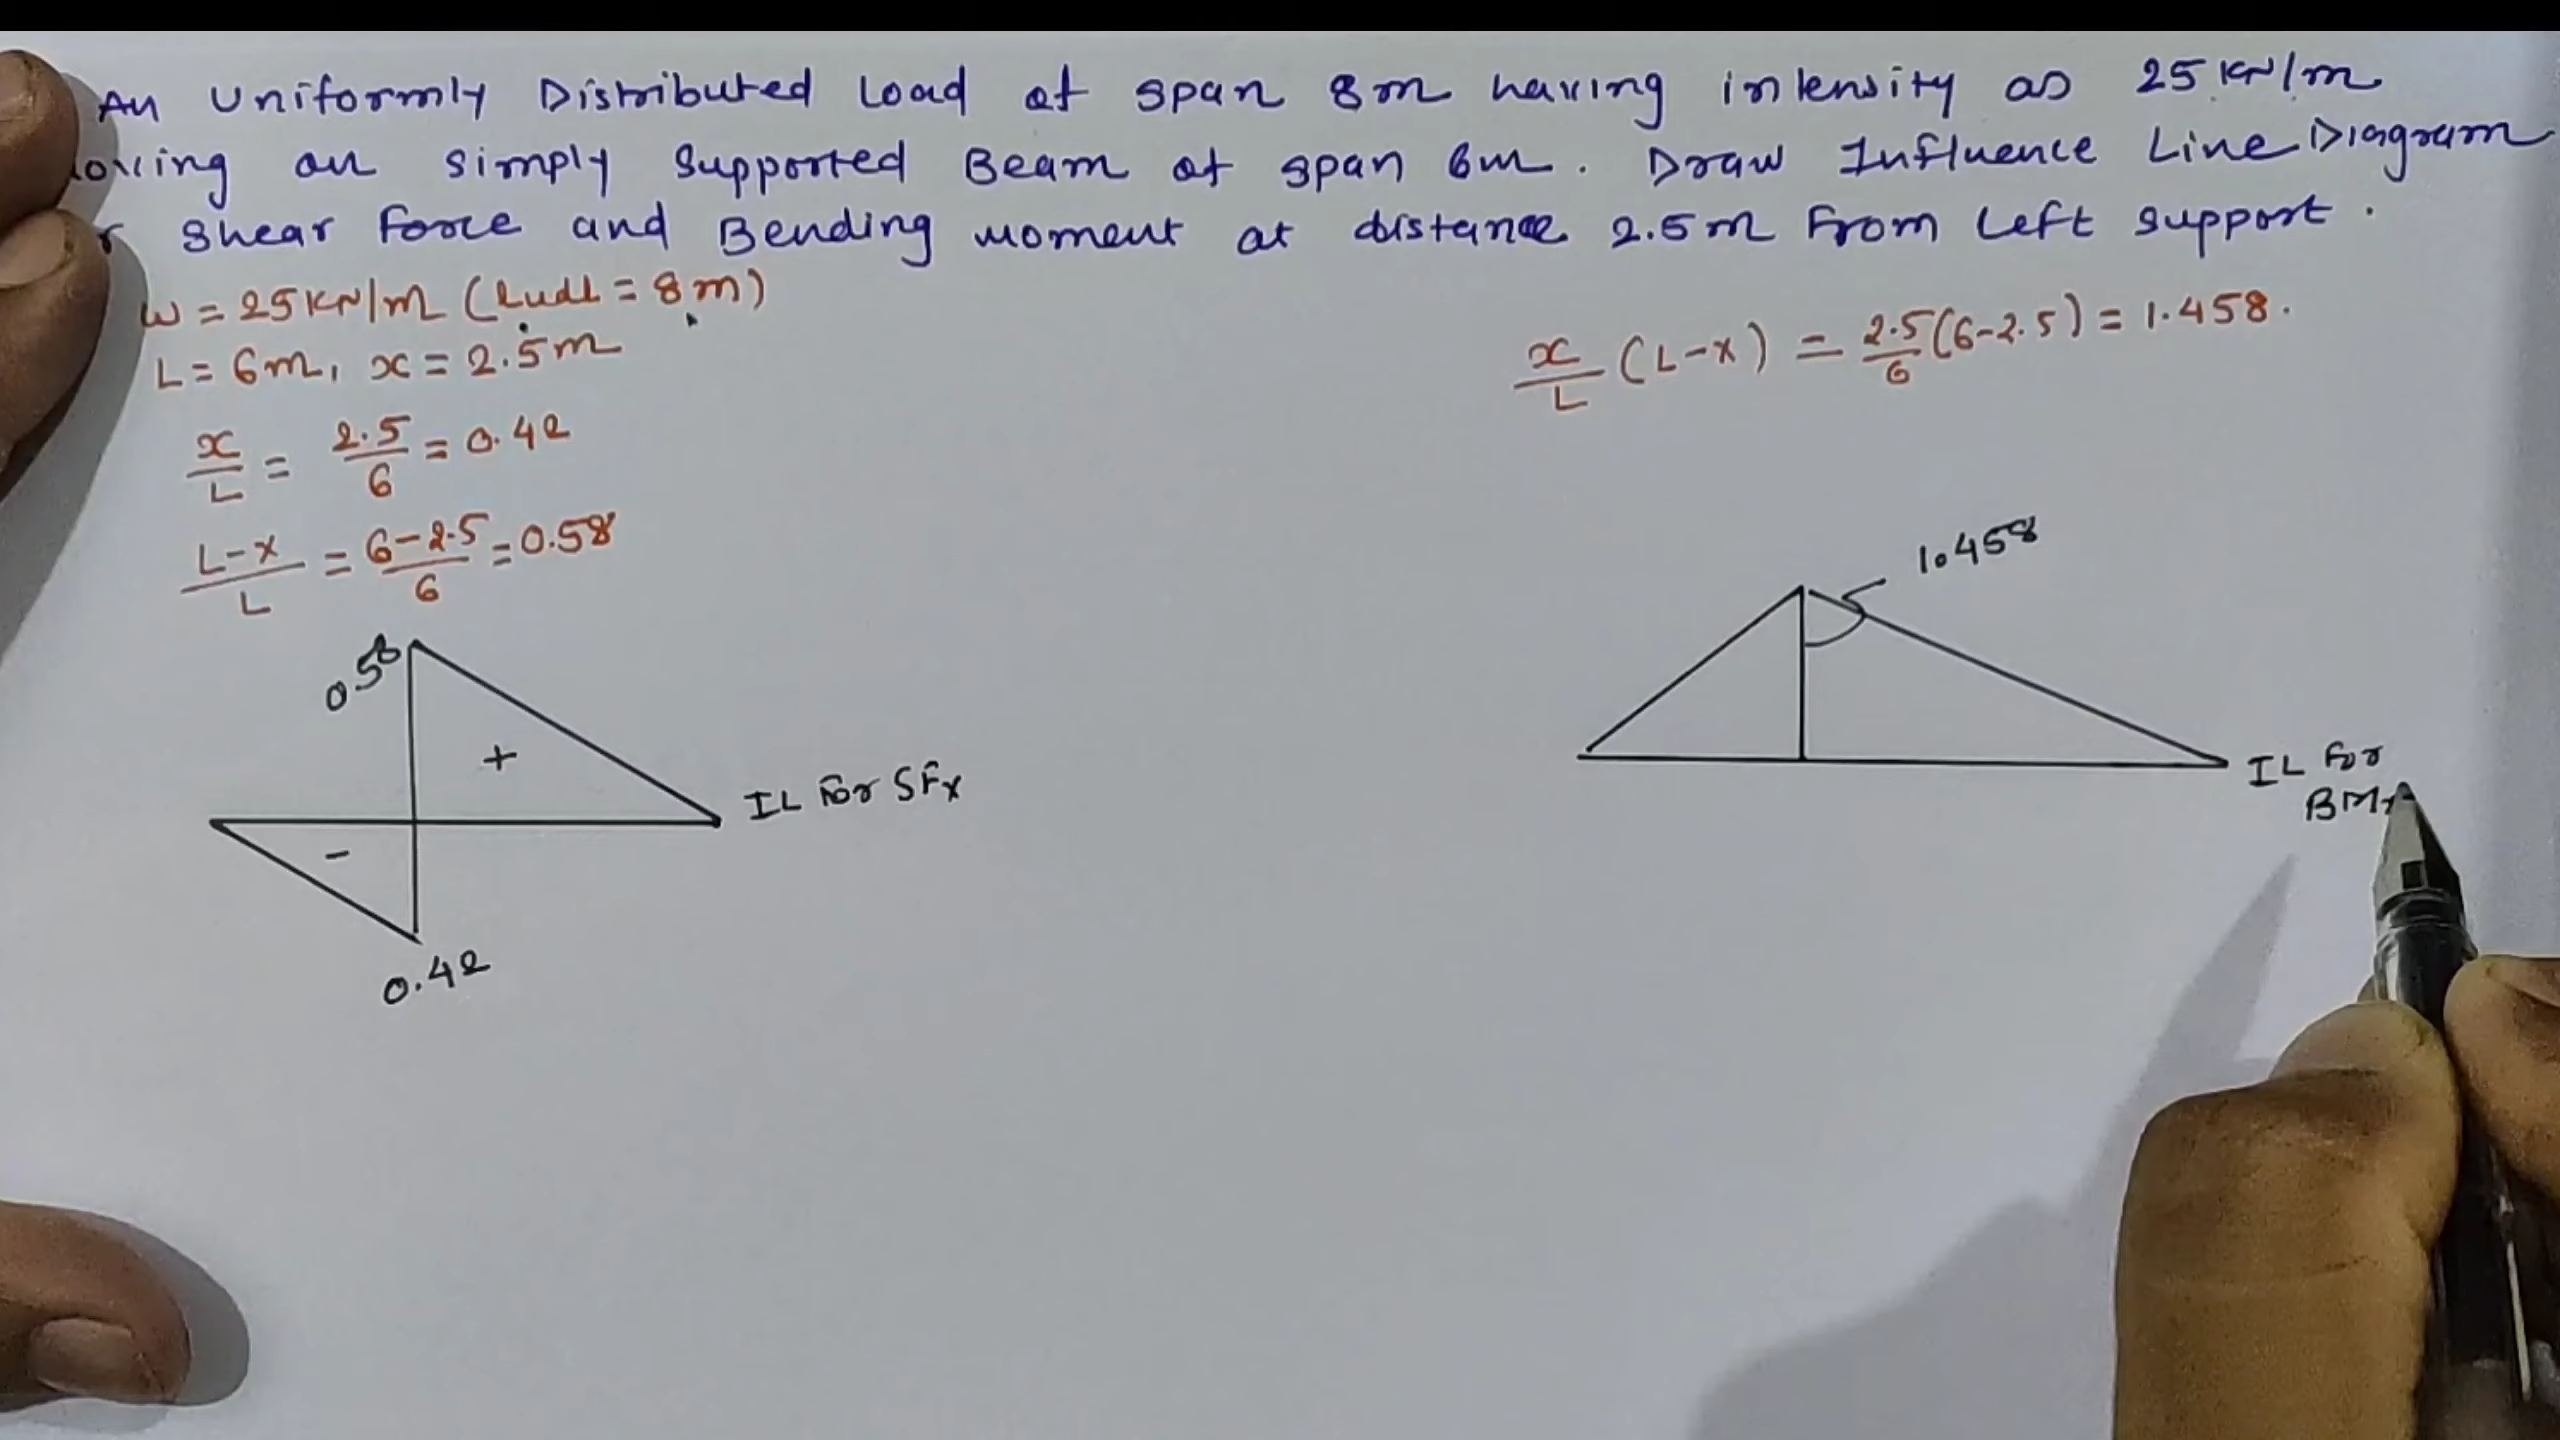 An Uniformly Distributed Load of span 8m having intensity as 25 KN/m
on simply supported Beam of span 6m. Draw Influence Line Diagram
shear force and Bending moment at distance 2.5m from Left support.
W = 25 KN/m (Ludl = 8m)
L = 6m, x = 2.5m
x/L = 2.5/6 = 0.42
L-x/L = 6-2.5/6 = 0.58
x/L (L-x) = 2.5/6 (6-2.5) = 1.458.
0.58
+
-
0.42
IL For SFx
1.458
IL For